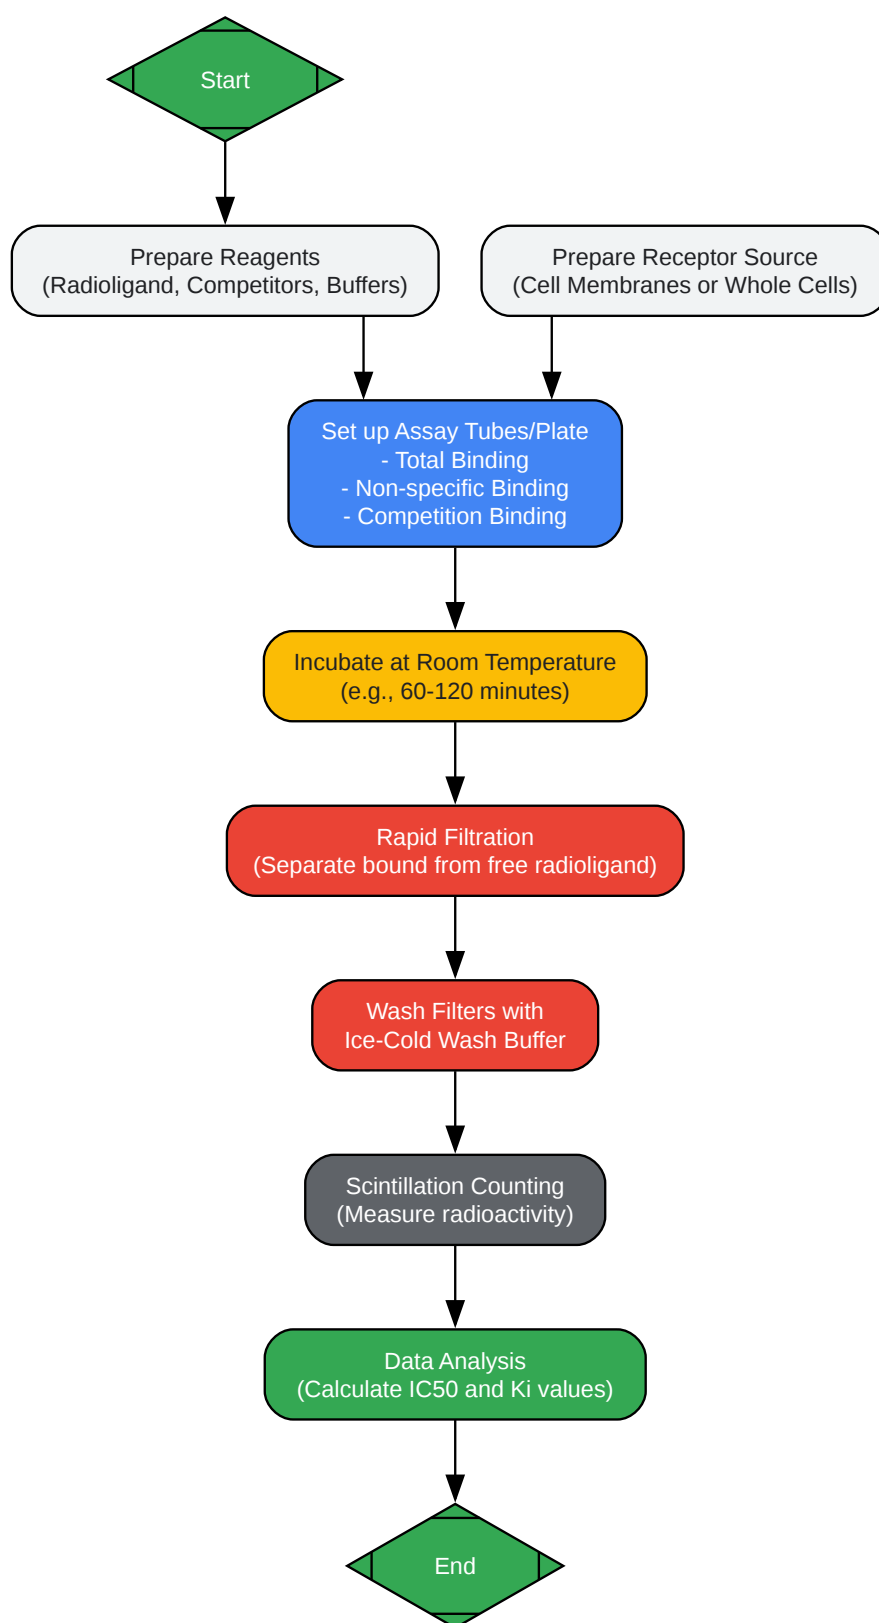 Start
Prepare Reagents
(Radioligand, Competitors, Buffers)
Prepare Receptor Source
(Cell Membranes or Whole Cells)
Set up Assay Tubes/Plate
- Total Binding
- Non-specific Binding
- Competition Binding
Incubate at Room Temperature
(e.g., 60-120 minutes)
Rapid Filtration
(Separate bound from free radioligand)
Wash Filters with
Ice-Cold Wash Buffer
Scintillation Counting
(Measure radioactivity)
Data Analysis
(Calculate IC50 and Ki values)
End